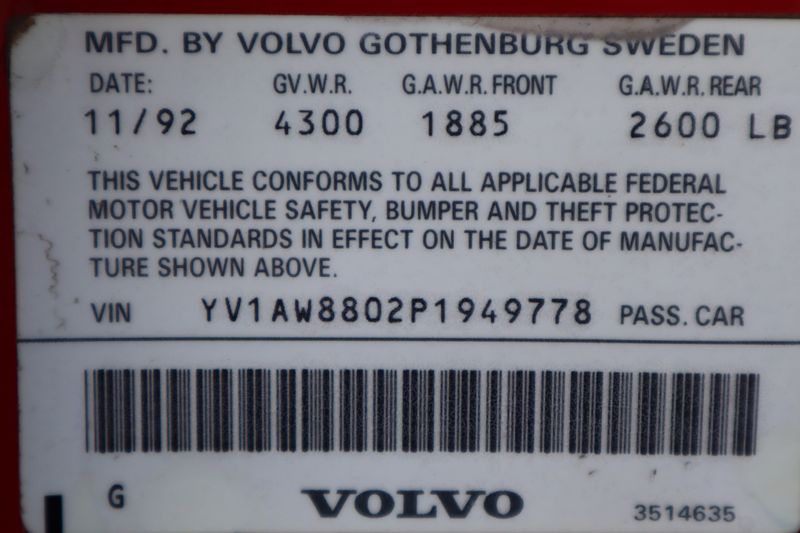 MFD. BY VOLVO GOTHENBURG SWEDEN
DATE: GV.W.R. G.A.W.R. FRONT G.A.W.R. REAR
11/92 4300 1885 2600 LB
THIS VEHICLE CONFORMS TO ALL APPLICABLE FEDERAL
MOTOR VEHICLE SAFETY, BUMPER AND THEFT PROTEC-
TION STANDARDS IN EFFECT ON THE DATE OF MANUFAC-
TURE SHOWN ABOVE.
VIN YV1AW8802P1949778 PASS. CAR
G VOLVO 3514635